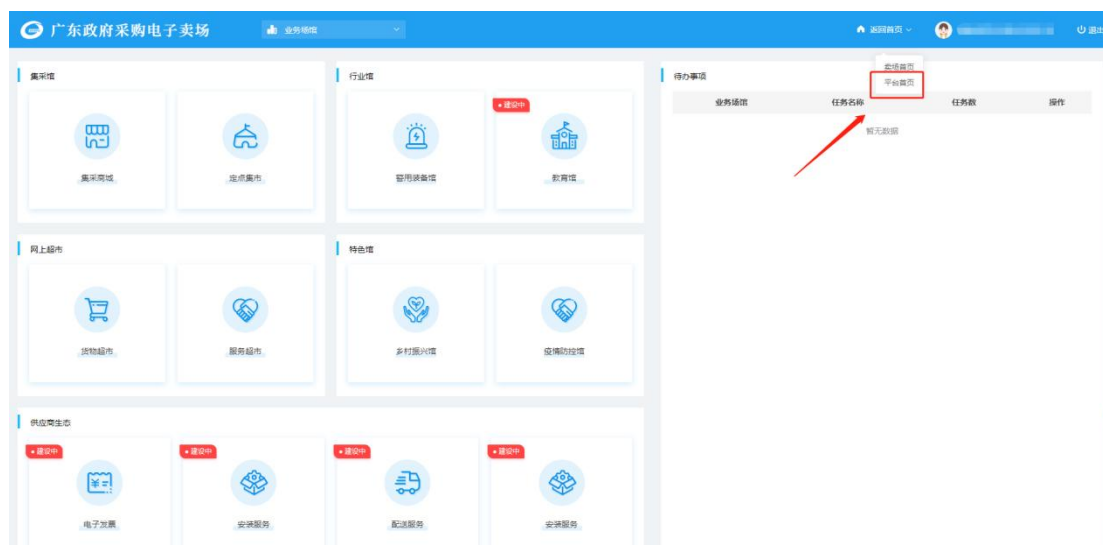 广东政府采购电子卖场
业务场馆
返回首页
退出
卖场首页
平台首页
集采馆
集采商城
定点集市
行业馆
建设中
警用装备馆
教育馆
待办事项
业务场馆 任务名称 任务数 操作
暂无数据
网上超市
货物超市
服务超市
特色馆
乡村振兴馆
疫情防控馆
供应商生态
建设中 建设中 建设中 建设中
电子发票 安装服务 配送服务 安装服务